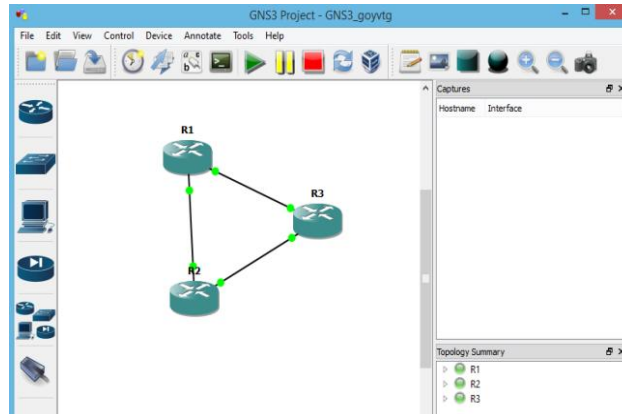 GNS3 Project - GNS3_goyvtg
File Edit View Control Device Annotate Tools Help
Captures
Hostname Interface
R1
R3
R2
Topology Summary
R1
R2
R3